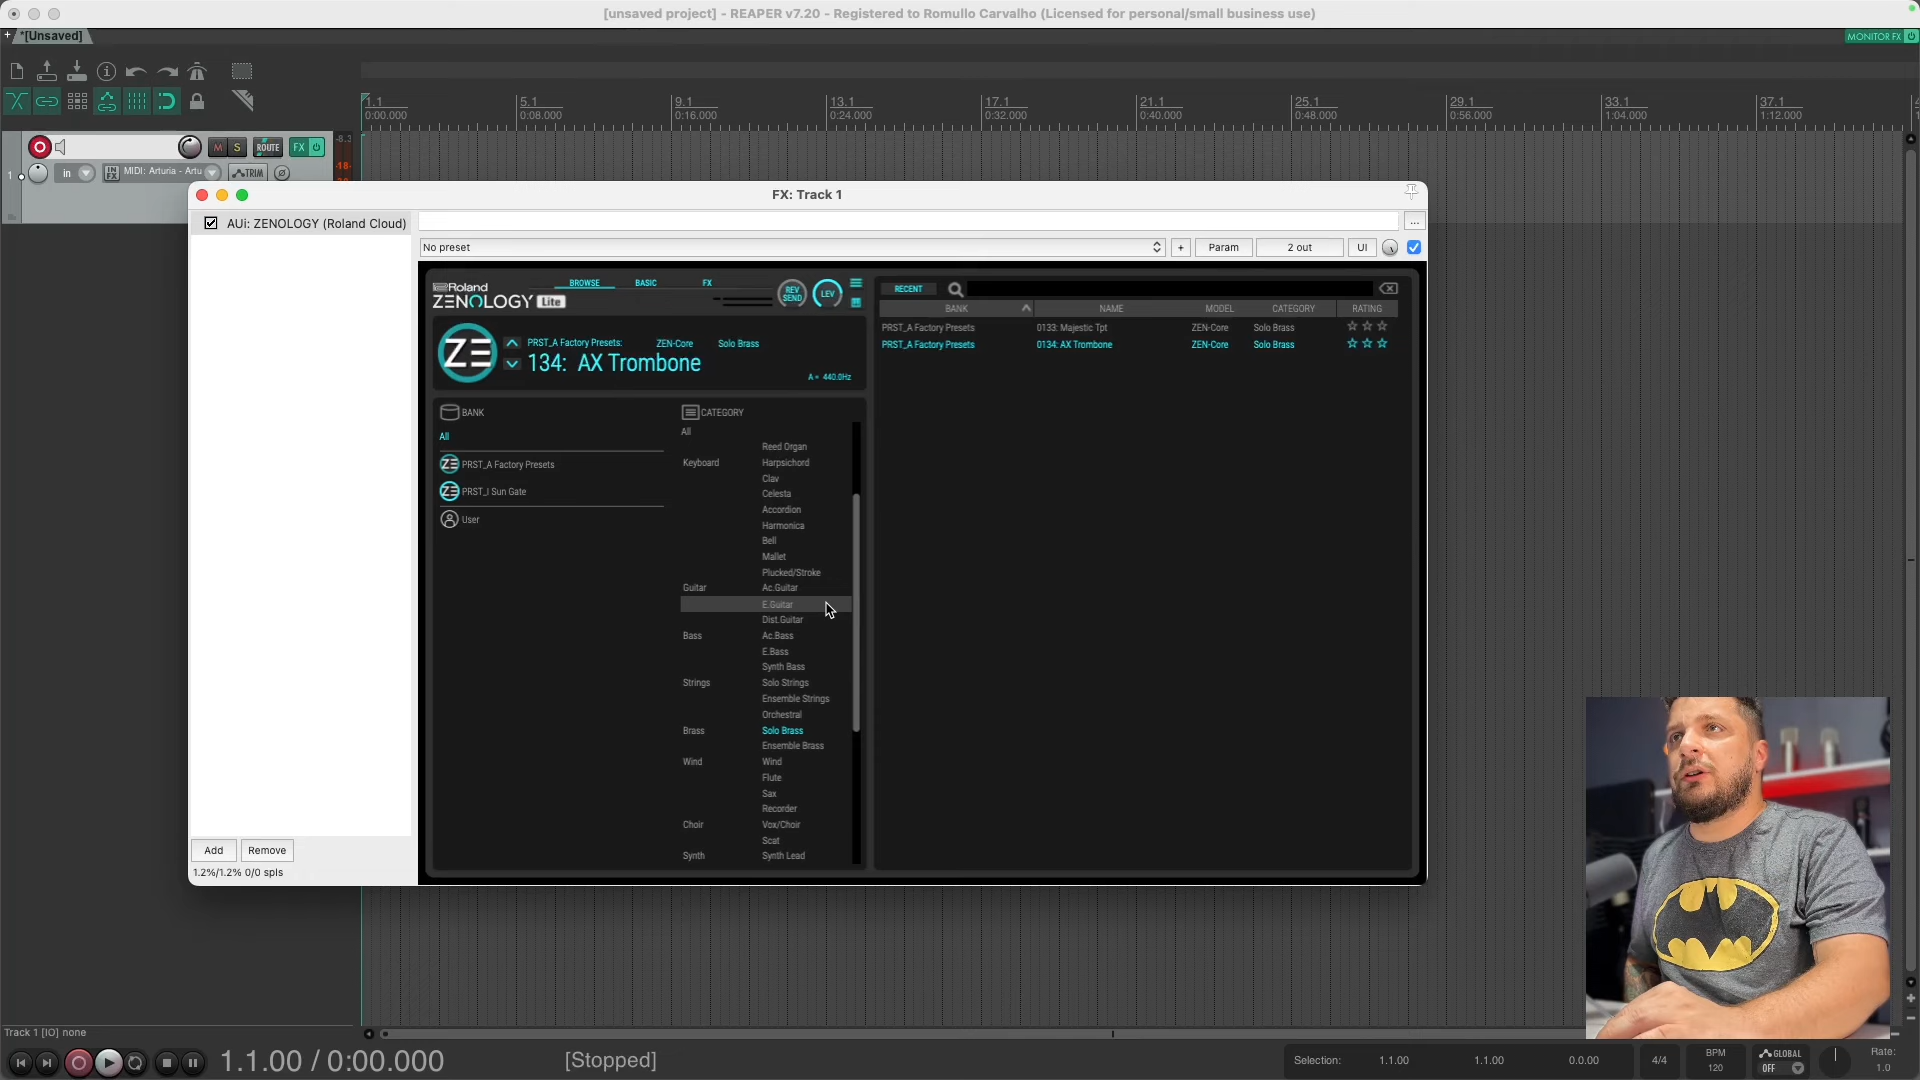 [unsaved project] - REAPER v7.20 - Registered to Romullo Carvalho (Licensed for personal/small business use)
+ *[Unsaved]
MONITOR FX
1.1 5.1 9.1 13.1 17.1 21.1 25.1 29.1 33.1 37.1
0:00.000 0:08.000 0:16.000 0:24.000 0:32.000 0:40.000 0:48.000 0:56.000 1:04.000 1:12.000
M S ROUTE FX
-18-
1 in IN FX MIDI: Arturia - Artu TRIM
FX: Track 1
AUi: ZENOLOGY (Roland Cloud)
...
No preset + Param 2 out UI
Roland
ZENOLOGY Lite
BROWSE BASIC FX
REV SEND LEV
ZE
PRST_A Factory Presets: ZEN-Core Solo Brass
134: AX Trombone
A = 440.0Hz
BANK
All
ZE PRST_A Factory Presets
ZE PRST_I Sun Gate
User
CATEGORY
All
Reed Organ
Keyboard Harpsichord
Clav
Celesta
Accordion
Harmonica
Bell
Mallet
Plucked/Stroke
Guitar Ac.Guitar
E.Guitar
Dist.Guitar
Bass Ac.Bass
E.Bass
Synth Bass
Strings Solo Strings
Ensemble Strings
Orchestral
Brass Solo Brass
Ensemble Brass
Wind Wind
Flute
Sax
Recorder
Choir Vox/Choir
Scat
Synth Synth Lead
RECENT
BANK NAME MODEL CATEGORY RATING
PRST_A Factory Presets 0133: Majestic Tpt ZEN-Core Solo Brass
PRST_A Factory Presets 0134: AX Trombone ZEN-Core Solo Brass
Add Remove
1.2%/1.2% 0/0 spls
Track 1 [IO] none
1.1.00 / 0:00.000 [Stopped]
Selection: 1.1.00 1.1.00 0.0.00
4/4
BPM
120
GLOBAL
OFF
Rate:
1.0